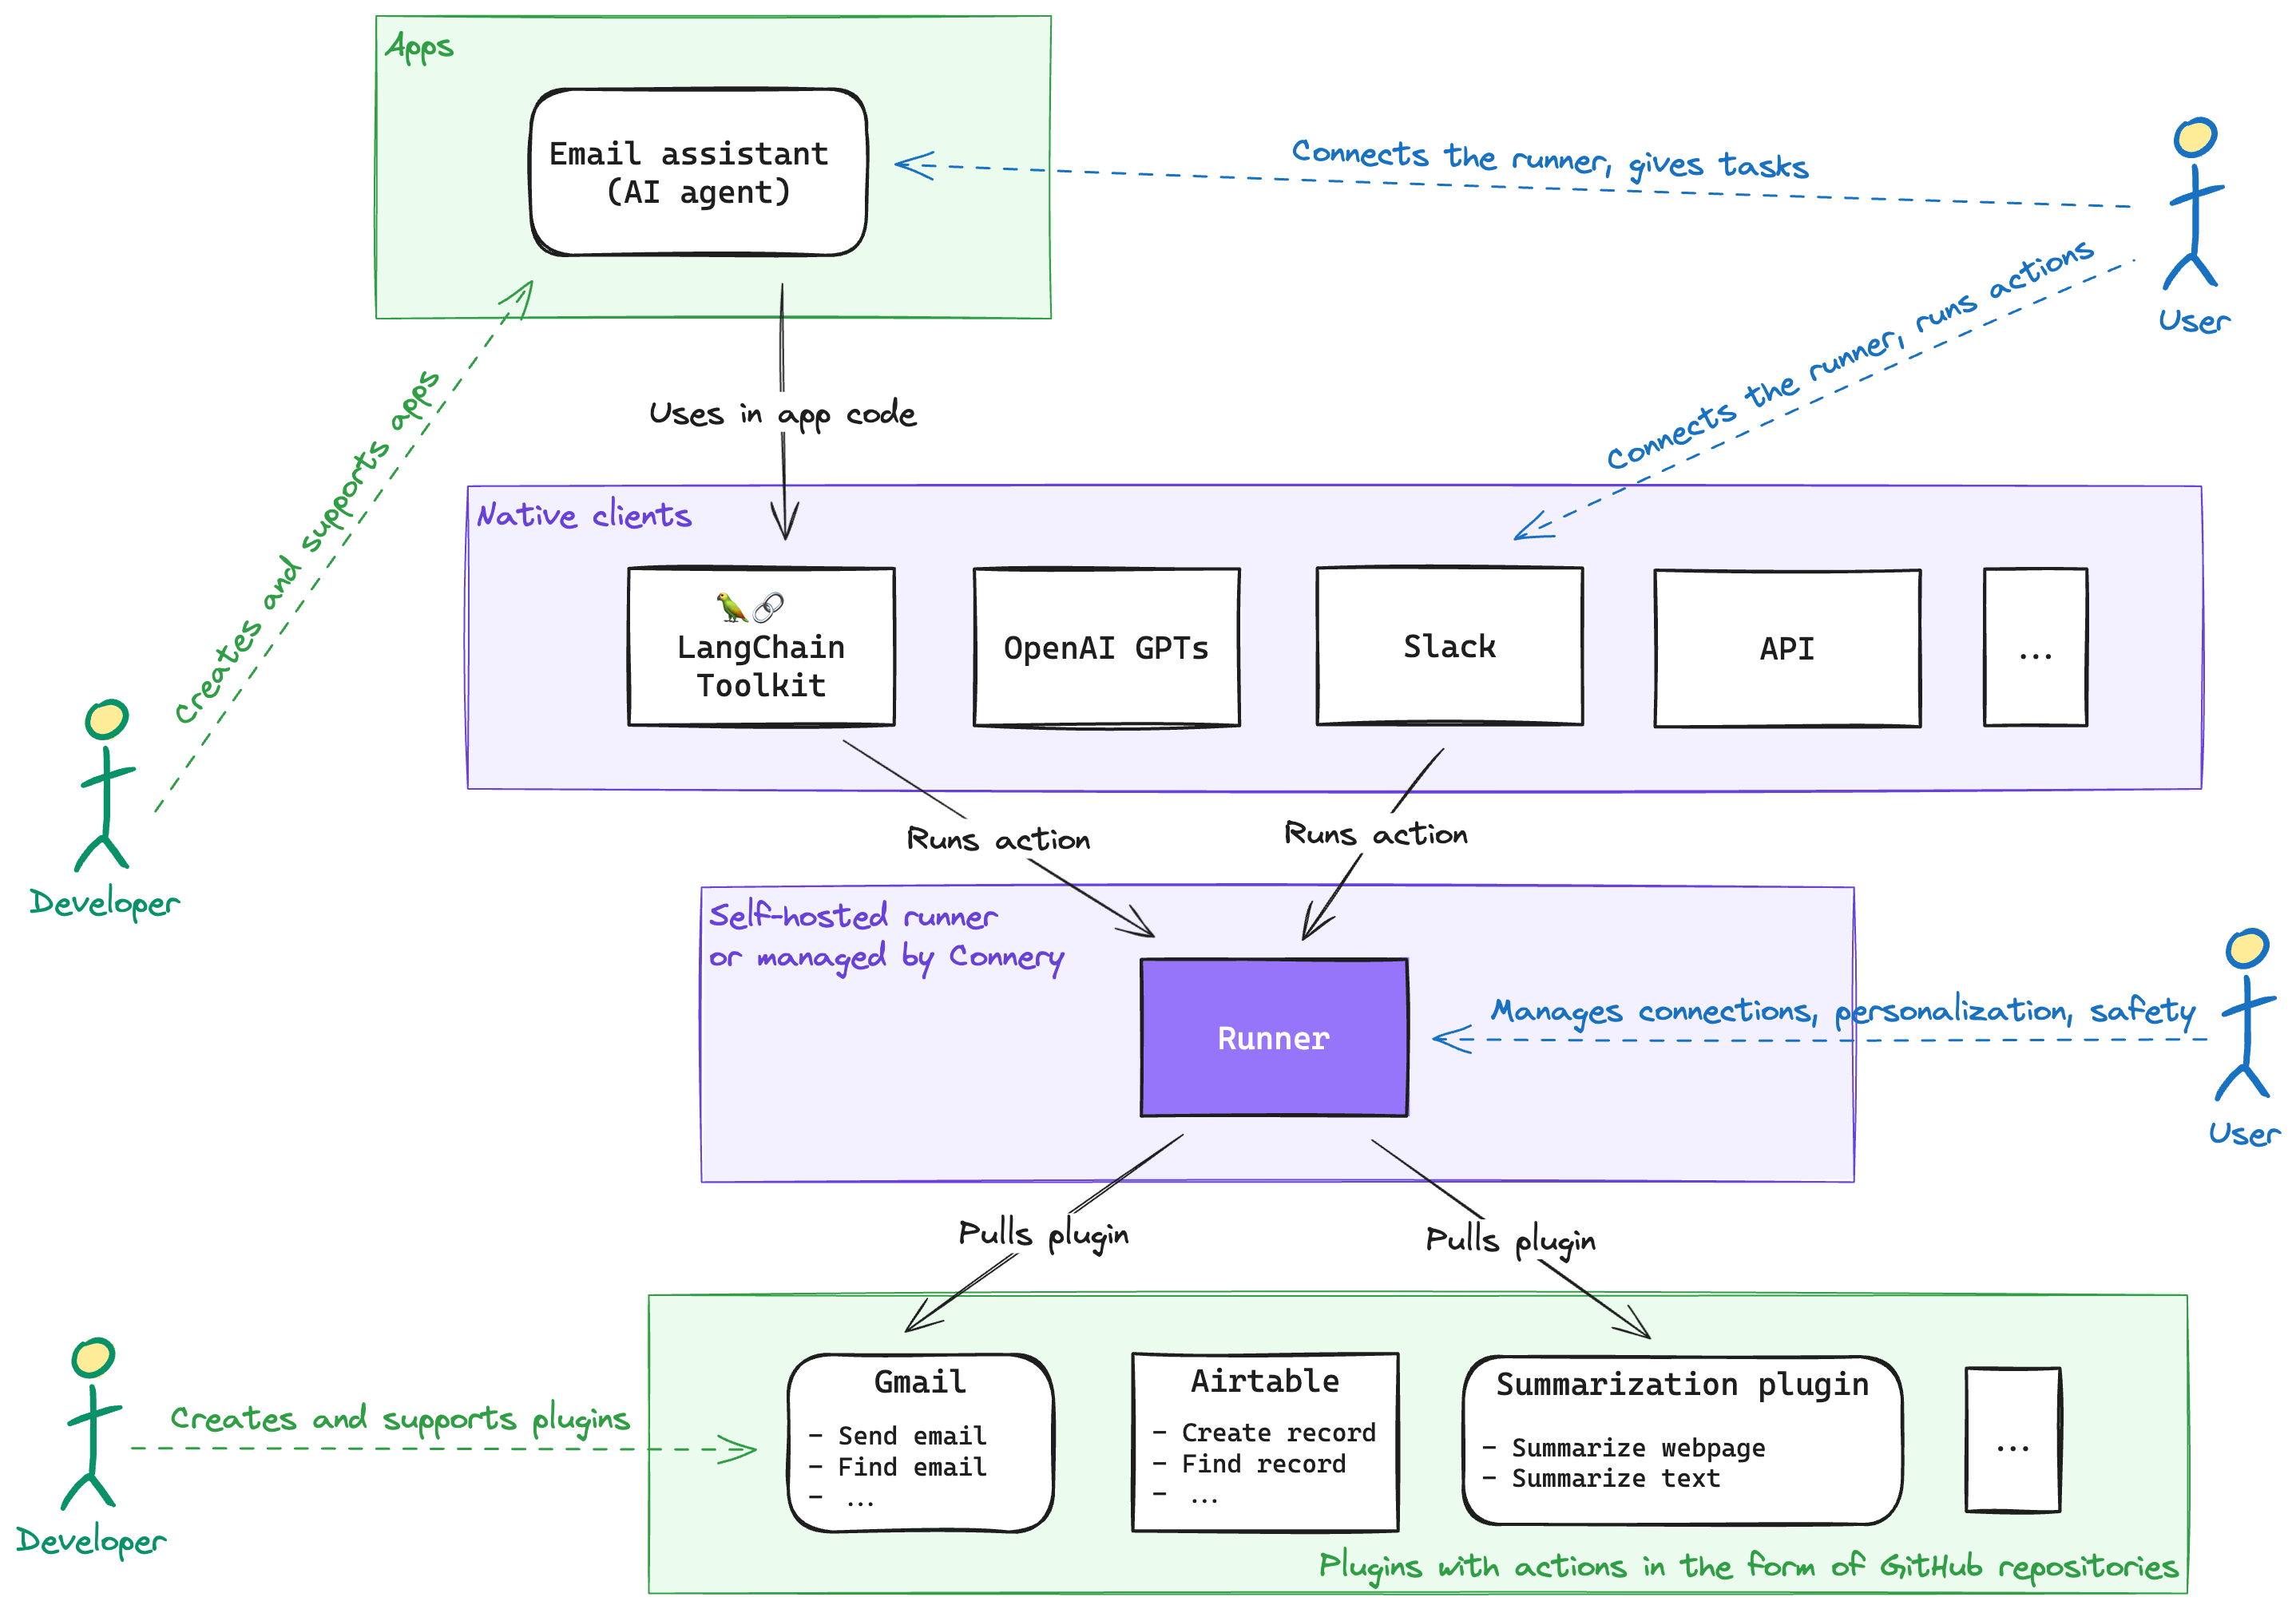 Apps
Email assistant
(AI agent)
Connects the runner, gives tasks
User
Connects the runner, runs actions
Creates and supports apps
Uses in app code
Developer
Native clients
LangChain
Toolkit
OpenAI GPTs
Slack
API
...
Runs action
Runs action
Self-hosted runner
or managed by Connery
Runner
Manages connections, personalization, safety
User
Pulls plugin
Pulls plugin
Developer
Creates and supports plugins
Gmail
- Send email
- Find email
- ...
Airtable
- Create record
- Find record
- ...
Summarization plugin
- Summarize webpage
- Summarize text
...
Plugins with actions in the form of GitHub repositories